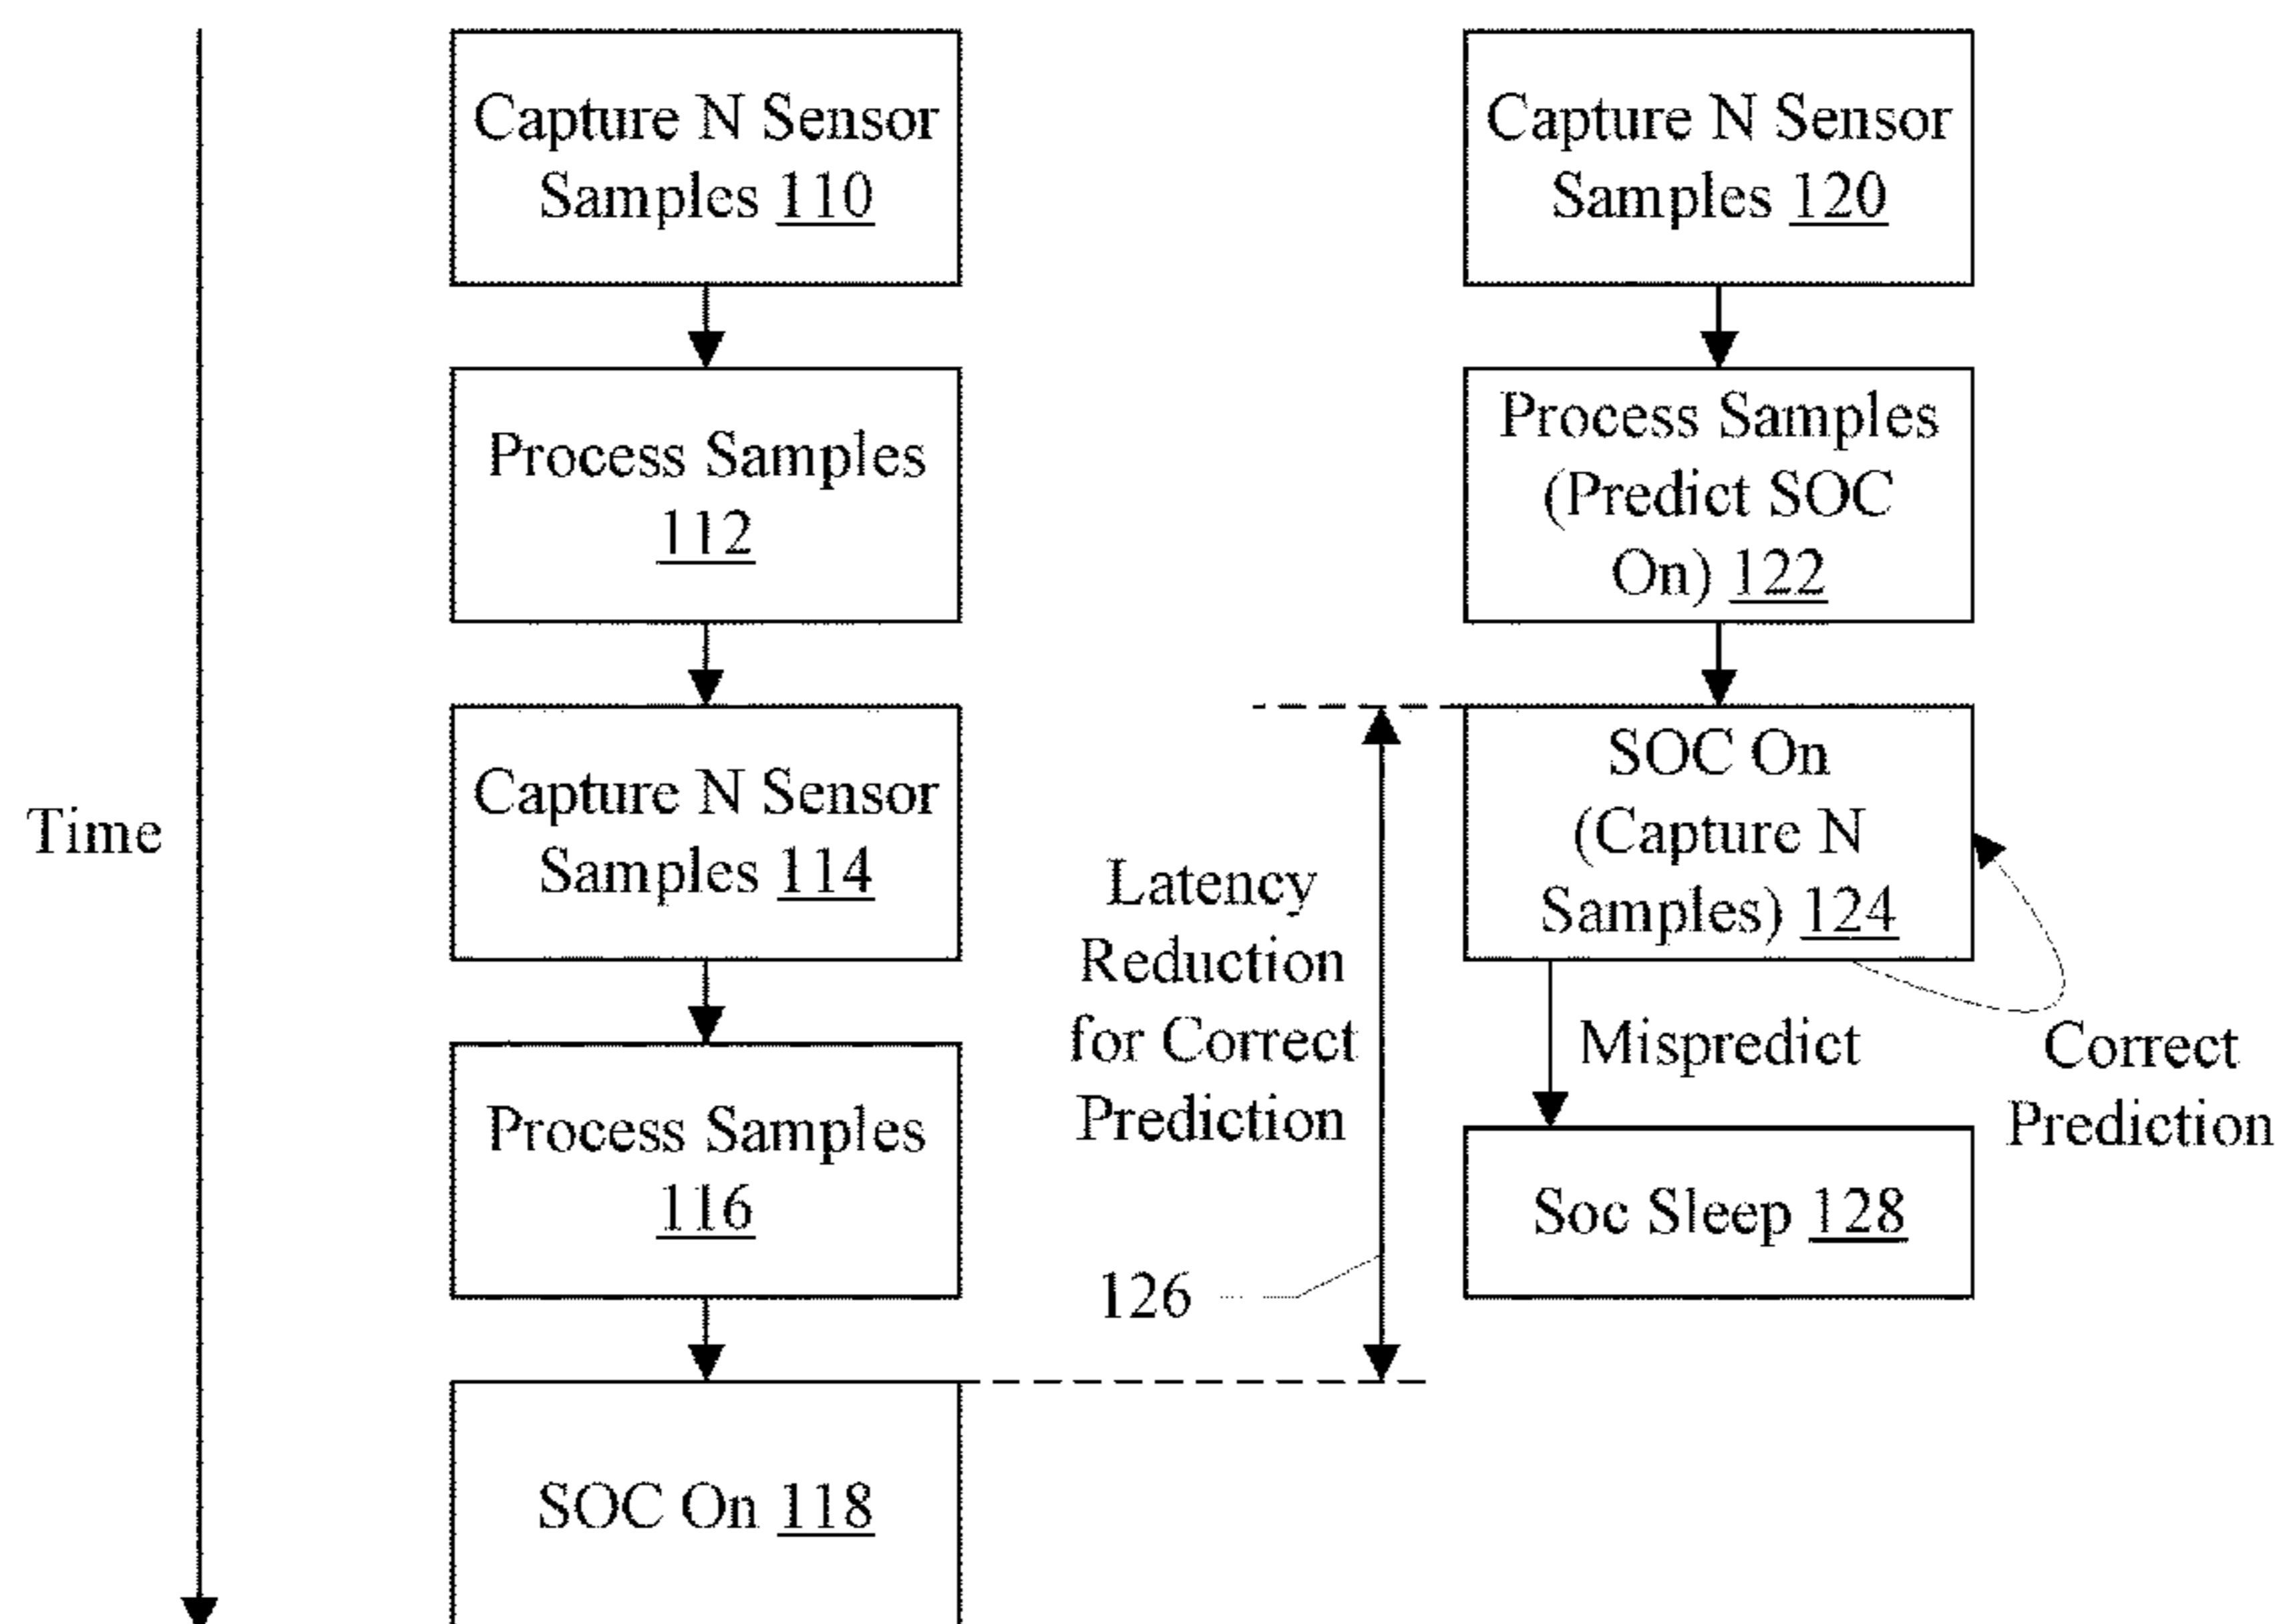 Time
Capture N Sensor
Samples 110
Process Samples
112
Capture N Sensor
Samples 114
Process Samples
116
SOC On 118
Latency
Reduction
for Correct
Prediction
126
Capture N Sensor
Samples 120
Process Samples
(Predict SOC
On) 122
SOC On
(Capture N
Samples) 124
Mispredict
Correct
Prediction
Soc Sleep 128